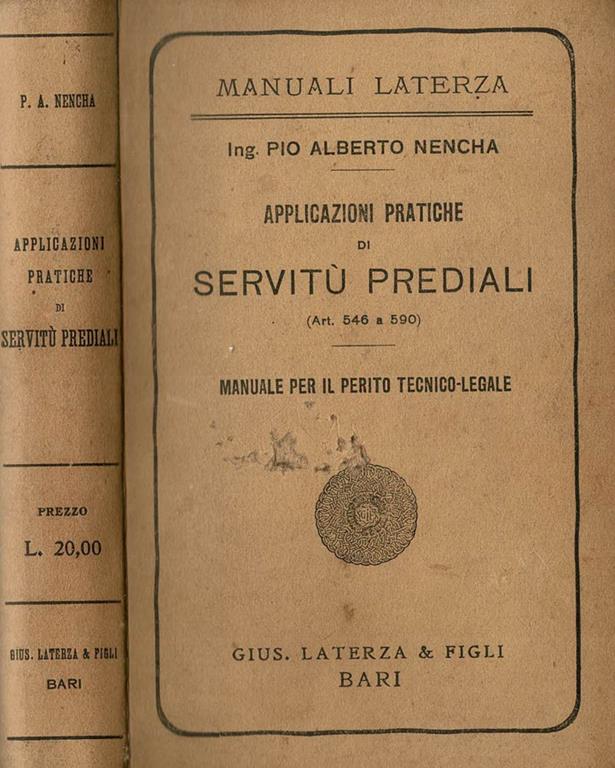 P. A. NENCHA
APPLICAZIONI
PRATICHE
DI
SERVITÙ PREDIALI
PREZZO
L. 20,00
GIUS. LATERZA & FIGLI
BARI
MANUALI LATERZA
Ing. PIO ALBERTO NENCHA
APPLICAZIONI PRATICHE
DI
SERVITÙ PREDIALI
(Art. 546 a 590)
MANUALE PER IL PERITO TECNICO-LEGALE
GIUS. LATERZA & FIGLI
BARI